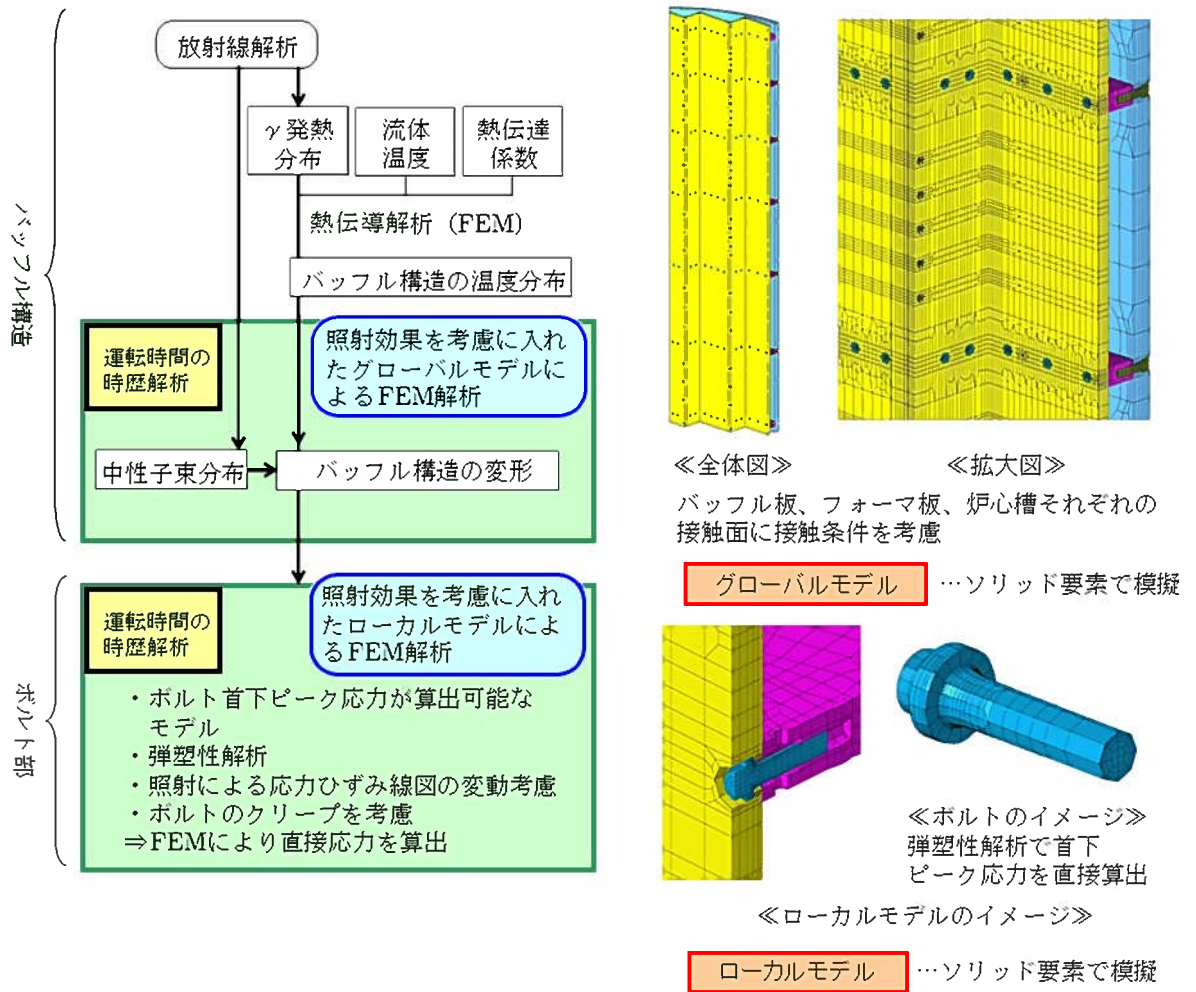 放射線解析
γ発熱
分布
流体
温度
熱伝達
係数
熱伝導解析（FEM）
バッフル構造の温度分布
バッフル構造
運転時間の
時歴解析
照射効果を考慮に入れ
たグローバルモデルに
よるFEM解析
中性子束分布
バッフル構造の変形
ボルト部
運転時間の
時歴解析
照射効果を考慮に入れ
たローカルモデルによ
るFEM解析
・ボルト首下ピーク応力が算出可能な
モデル
・弾塑性解析
・照射による応力ひずみ線図の変動考慮
・ボルトのクリープを考慮
⇒FEMにより直接応力を算出
≪全体図≫
≪拡大図≫
バッフル板、フォーマ板、炉心槽それぞれの
接触面に接触条件を考慮
グローバルモデル …ソリッド要素で模擬
≪ボルトのイメージ≫
弾塑性解析で首下
ピーク応力を直接算出
≪ローカルモデルのイメージ≫
ローカルモデル …ソリッド要素で模擬